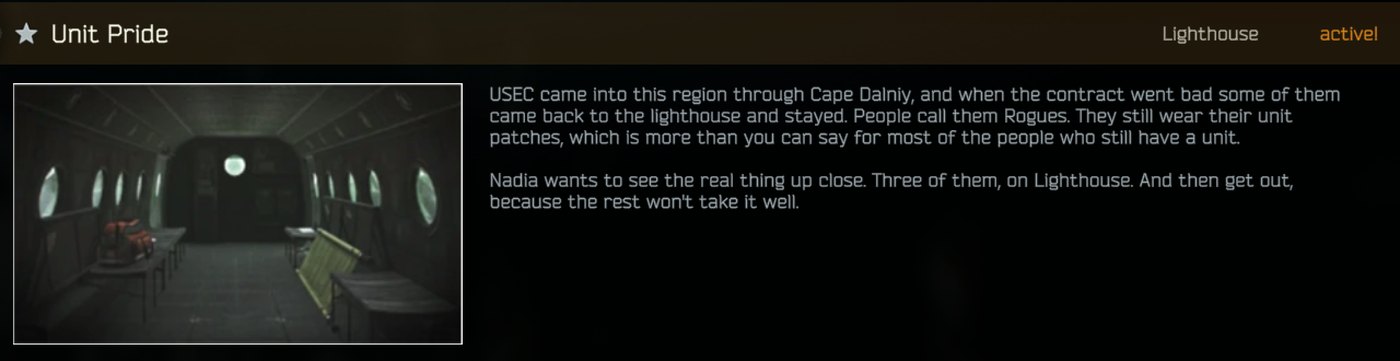 Unit Pride
Lighthouse
active!
USEC came into this region through Cape Dalniy, and when the contract went bad some of them
came back to the lighthouse and stayed. People call them Rogues. They still wear their unit
patches, which is more than you can say for most of the people who still have a unit.
Nadia wants to see the real thing up close. Three of them, on Lighthouse. And then get out,
because the rest won't take it well.